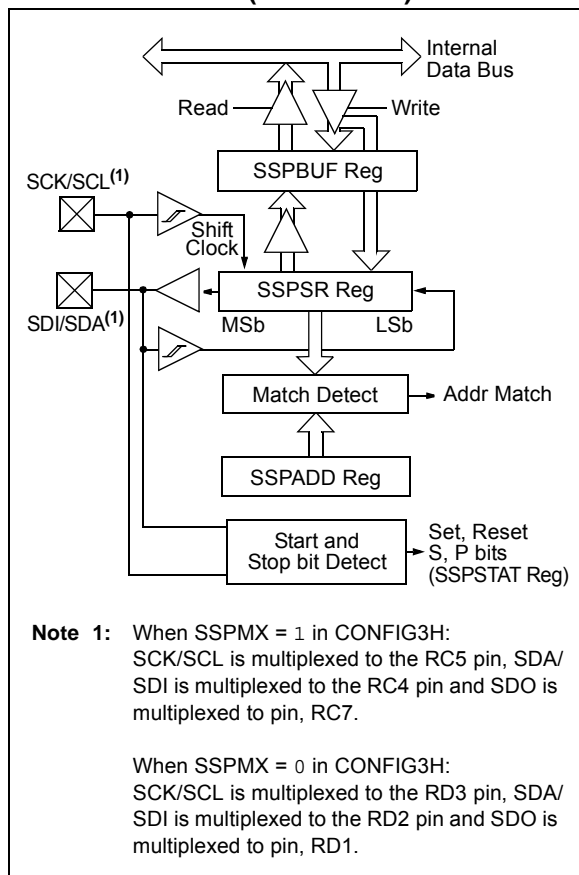 Internal
Data Bus
Read
Write
SSPBUF Reg
SCK/SCL(1)
Shift
Clock
SSPSR Reg
SDI/SDA(1)
MSb
LSb
Match Detect
Addr Match
SSPADD Reg
Start and
Stop bit Detect
Set, Reset
S, P bits
(SSPSTAT Reg)
Note 1: When SSPMX = 1 in CONFIG3H:
SCK/SCL is multiplexed to the RC5 pin, SDA/
SDI is multiplexed to the RC4 pin and SDO is
multiplexed to pin, RC7.
When SSPMX = 0 in CONFIG3H:
SCK/SCL is multiplexed to the RD3 pin, SDA/
SDI is multiplexed to the RD2 pin and SDO is
multiplexed to pin, RD1.